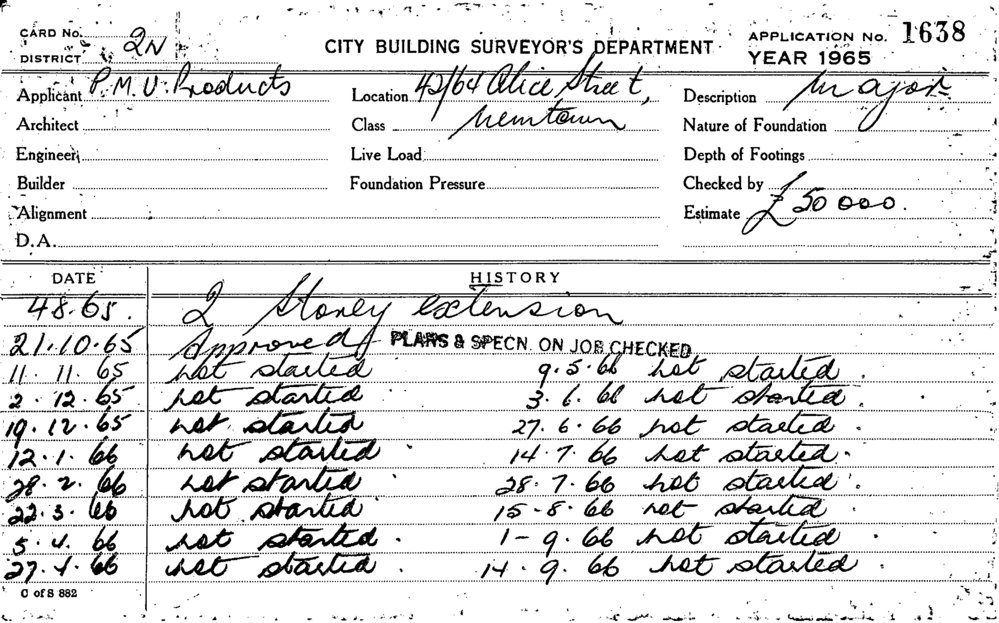 CARD No. 2N
DISTRICT
CITY BUILDING SURVEYOR'S DEPARTMENT
APPLICATION No. 1638
YEAR 1965
Applicant P.M.U. Products
Location 42/64 Alice Street,
Description Major
Architect
Class Newtown
Nature of Foundation
Engineer
Live Load
Depth of Footings
Builder
Foundation Pressure
Checked by
Alignment
Estimate £50000.
D.A.
DATE HISTORY
4.8.65. 2 Storey extension
21.10.65 Approved PLANS & SPECN. ON JOB CHECKED
11.11.65 not started 9.5.66 not started.
2.12.65 not started 3.6.66 not started.
19.12.65 not started 27.6.66 not started.
12.1.66 not started. 14.7.66 not started.
28.2.66 not started. 28.7.66 not started.
22.3.66 not started. 15-8.66 not started.
5.4.66 not started. 1-9.66 not started.
27.4.66 not started. 14.9.66 not started.
C of S 882